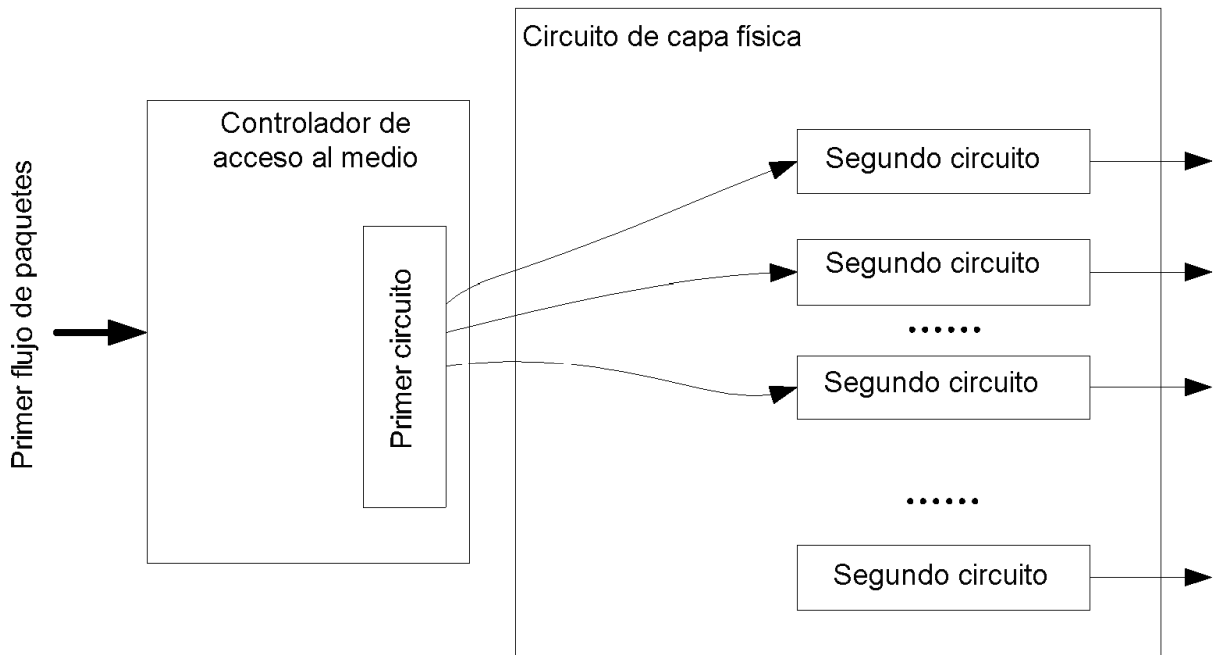 Circuito de capa física
Controlador de
acceso al medio
Primer flujo de paquetes
Primer circuito
Segundo circuito
Segundo circuito
......
Segundo circuito
......
Segundo circuito